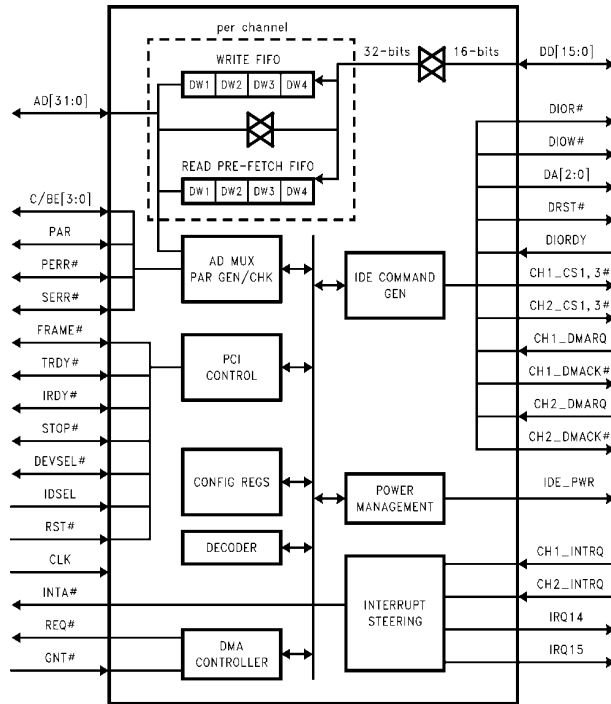 per channel
WRITE FIFO
32-bits
16-bits
DD[15:0]
DW1 DW2 DW3 DW4
AD[31:0]
DIOR#
DIOW#
READ PRE-FETCH FIFO
DA[2:0]
DW1 DW2 DW3 DW4
C/BE[3:0]
DRST#
PAR
DIORDY
PERR#
AD MUX
PAR GEN/CHK
IDE COMMAND
GEN
CH1_CS1,3#
SERR#
CH2_CS1,3#
FRAME#
CH1_DMARQ
TRDY#
PCI
CONTROL
CH1_DMACK#
IRDY#
CH2_DMARQ
STOP#
CH2_DMACK#
DEVSEL#
CONFIG REGS
POWER
MANAGEMENT
IDE_PWR
IDSEL
RST#
DECODER
CLK
CH1_INTRQ
INTA#
CH2_INTRQ
INTERRUPT
STEERING
REQ#
IRQ14
DMA
CONTROLLER
GNT#
IRQ15